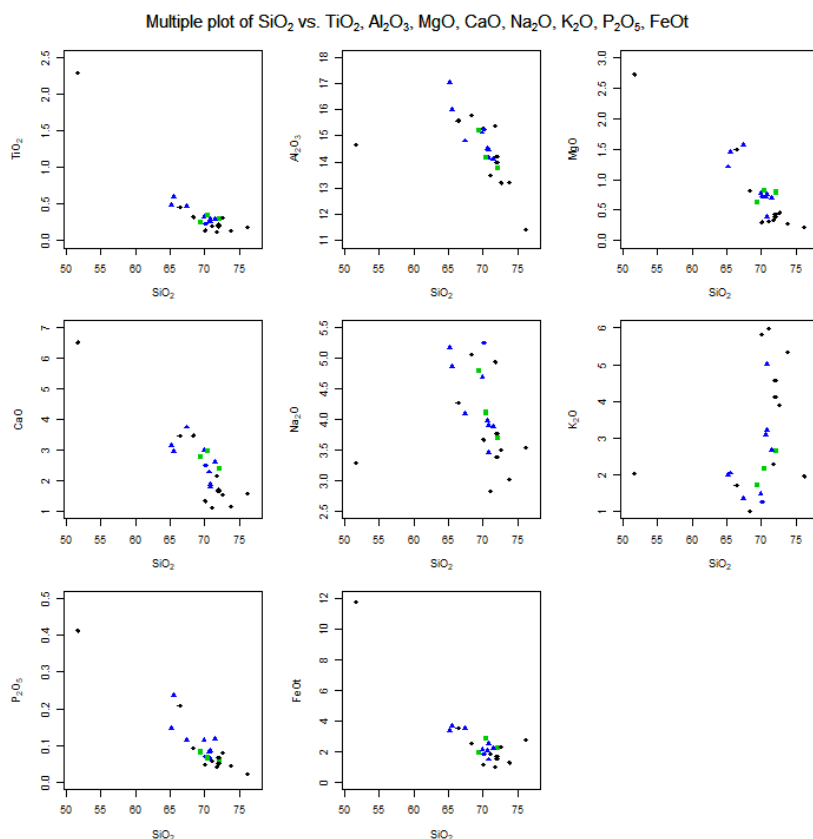 Multiple plot of SiO₂ vs. TiO₂, Al₂O₃, MgO, CaO, Na₂O, K₂O, P₂O₅, FeOt
TiO₂
0.0 0.5 1.0 1.5 2.0 2.5
50 55 60 65 70 75
SiO₂
Al₂O₃
11 12 13 14 15 16 17 18
50 55 60 65 70 75
SiO₂
MgO
0.0 0.5 1.0 1.5 2.0 2.5 3.0
50 55 60 65 70 75
SiO₂
CaO
1 2 3 4 5 6 7
50 55 60 65 70 75
SiO₂
Na₂O
2.5 3.0 3.5 4.0 4.5 5.0 5.5
50 55 60 65 70 75
SiO₂
K₂O
1 2 3 4 5 6
50 55 60 65 70 75
SiO₂
P₂O₅
0.0 0.1 0.2 0.3 0.4 0.5
50 55 60 65 70 75
SiO₂
FeOt
0 2 4 6 8 10 12
50 55 60 65 70 75
SiO₂